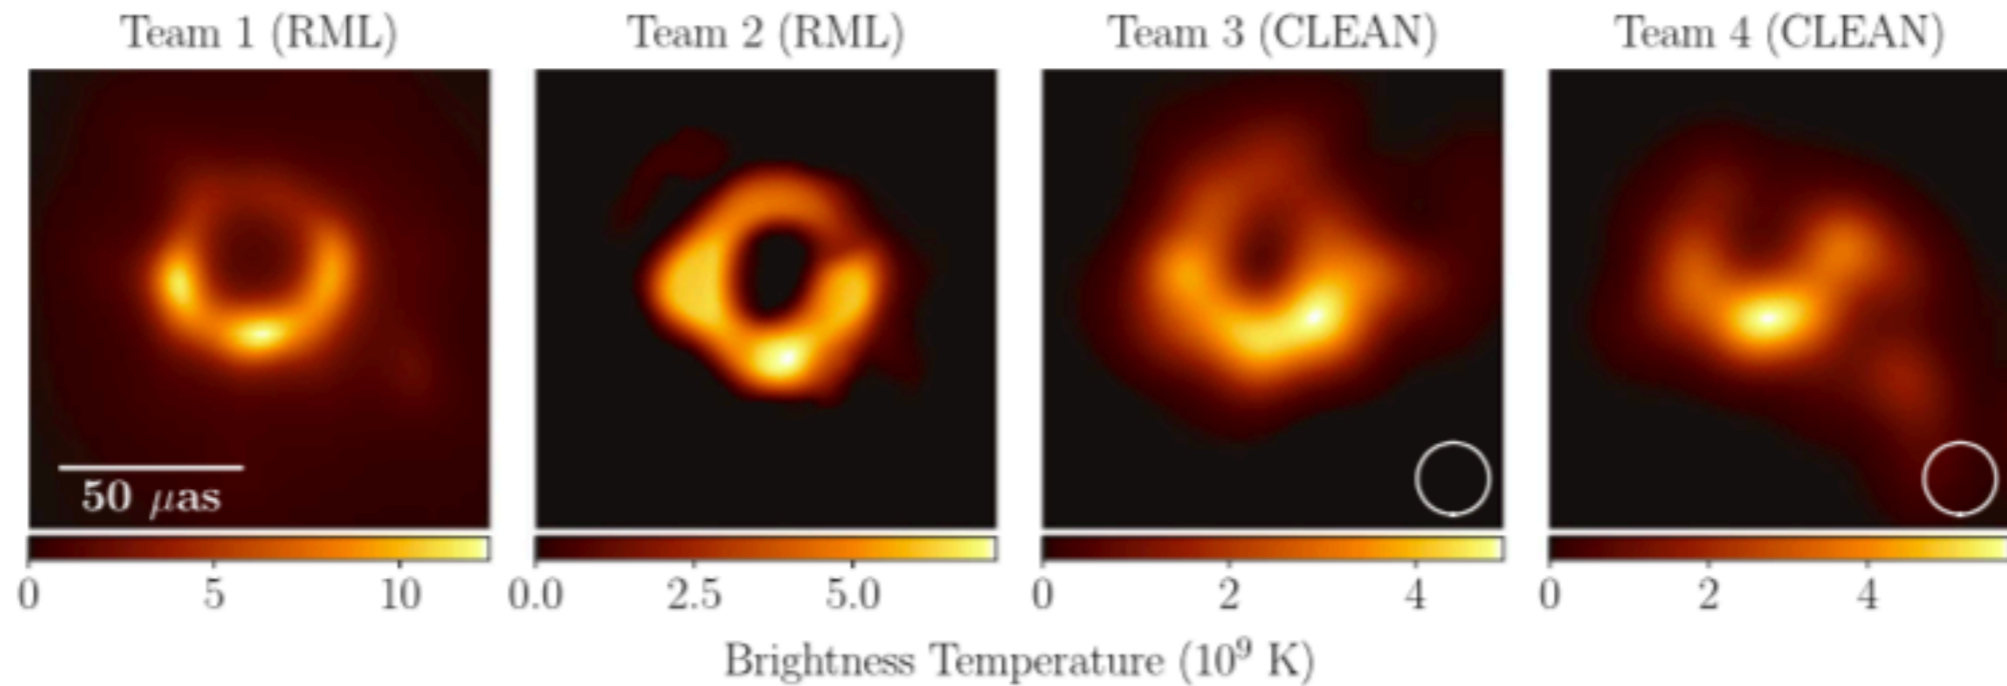 Team 1 (RML)
Team 2 (RML)
Team 3 (CLEAN)
Team 4 (CLEAN)
50 μas
0 5 10
0.0 2.5 5.0
0 2 4
0 2 4
Brightness Temperature (10⁹ K)